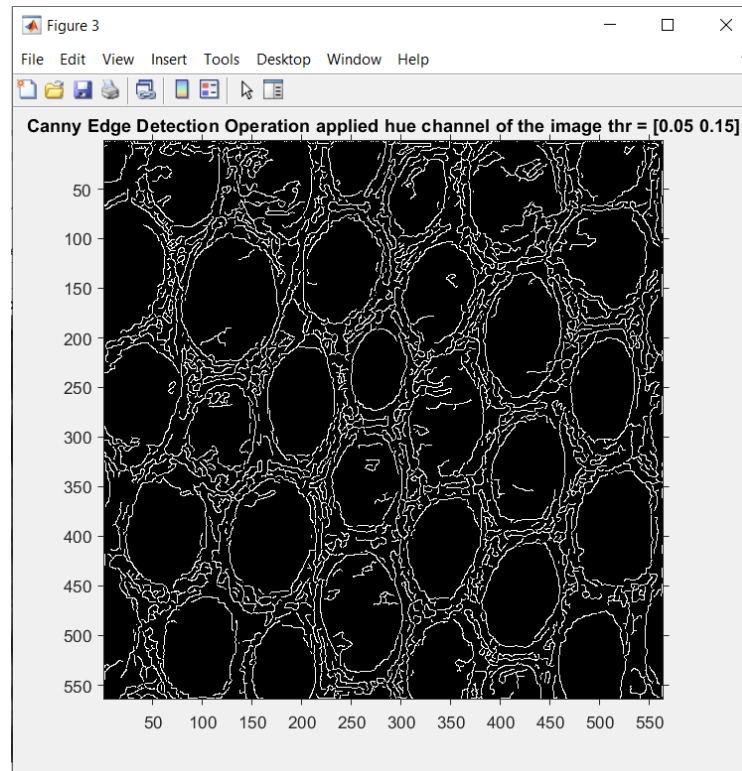 Figure 3
File Edit View Insert Tools Desktop Window Help
Canny Edge Detection Operation applied hue channel of the image thr = [0.05 0.15]
50
100
150
200
250
300
350
400
450
500
550
50 100 150 200 250 300 350 400 450 500 550